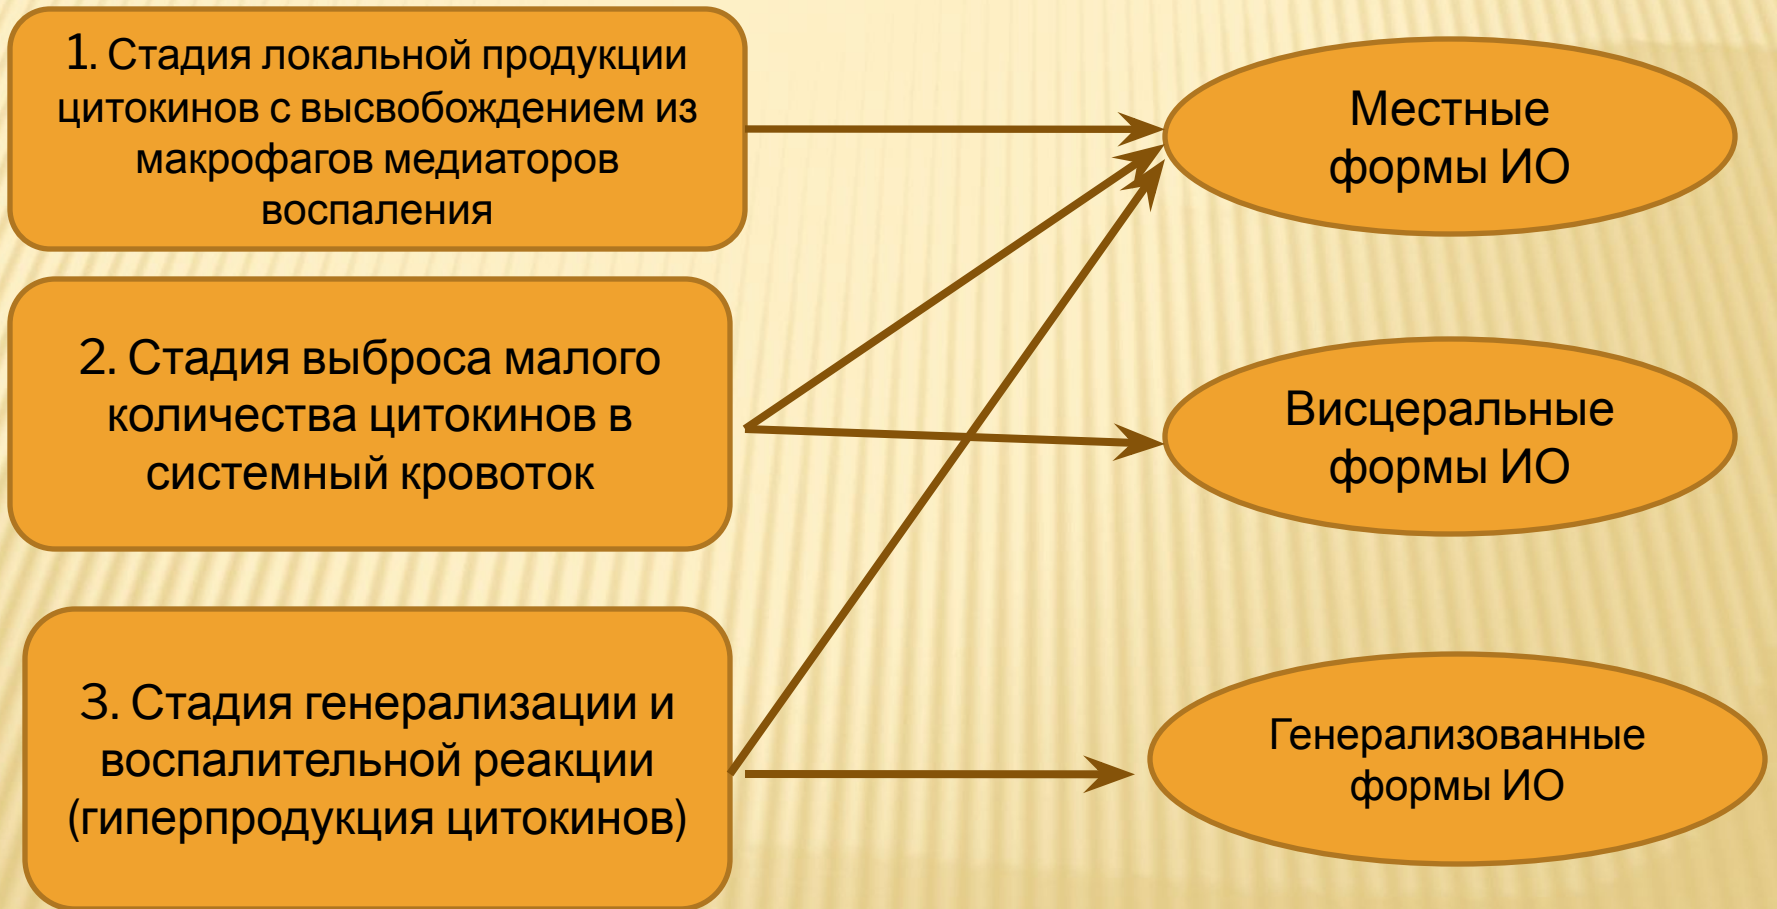 1. Стадия локальной продукции
цитокинов с высвобождением из
макрофагов медиаторов
воспаления
Местные
формы ИО
2. Стадия выброса малого
количества цитокинов в
системный кровоток
Висцеральные
формы ИО
3. Стадия генерализации и
воспалительной реакции
(гиперпродукция цитокинов)
Генерализованные
формы ИО